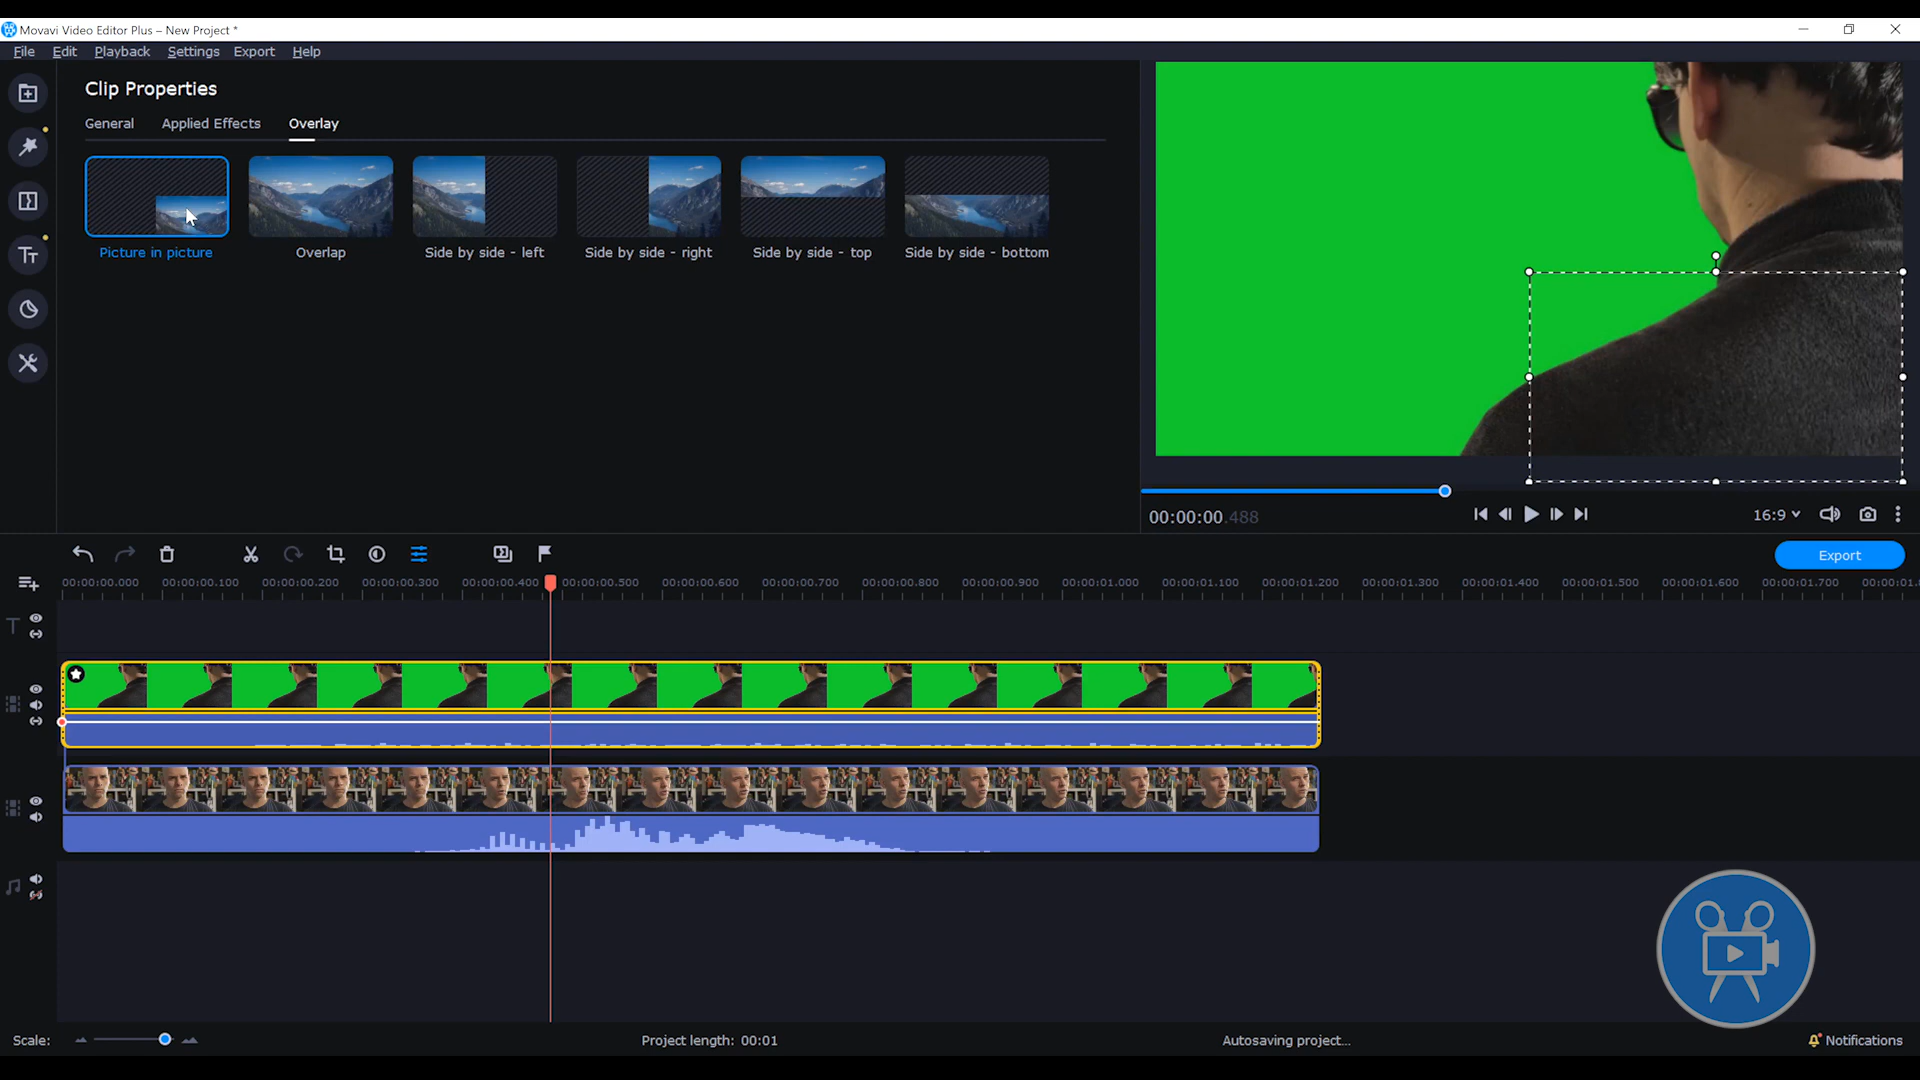 Movavi Video Editor Plus – New Project *
File Edit Playback Settings Export Help
Clip Properties
General Applied Effects Overlay
Picture in picture Overlap Side by side - left Side by side - right Side by side - top Side by side - bottom
00:00:00.488
16:9
Export
00:00:00.000 00:00:00.100 00:00:00.200 00:00:00.300 00:00:00.400 00:00:00.500 00:00:00.600 00:00:00.700 00:00:00.800 00:00:00.900 00:00:01.000 00:00:01.100 00:00:01.200 00:00:01.300 00:00:01.400 00:00:01.500 00:00:01.600 00:00:01.700
Scale: Project length: 00:01 Autosaving project... Notifications